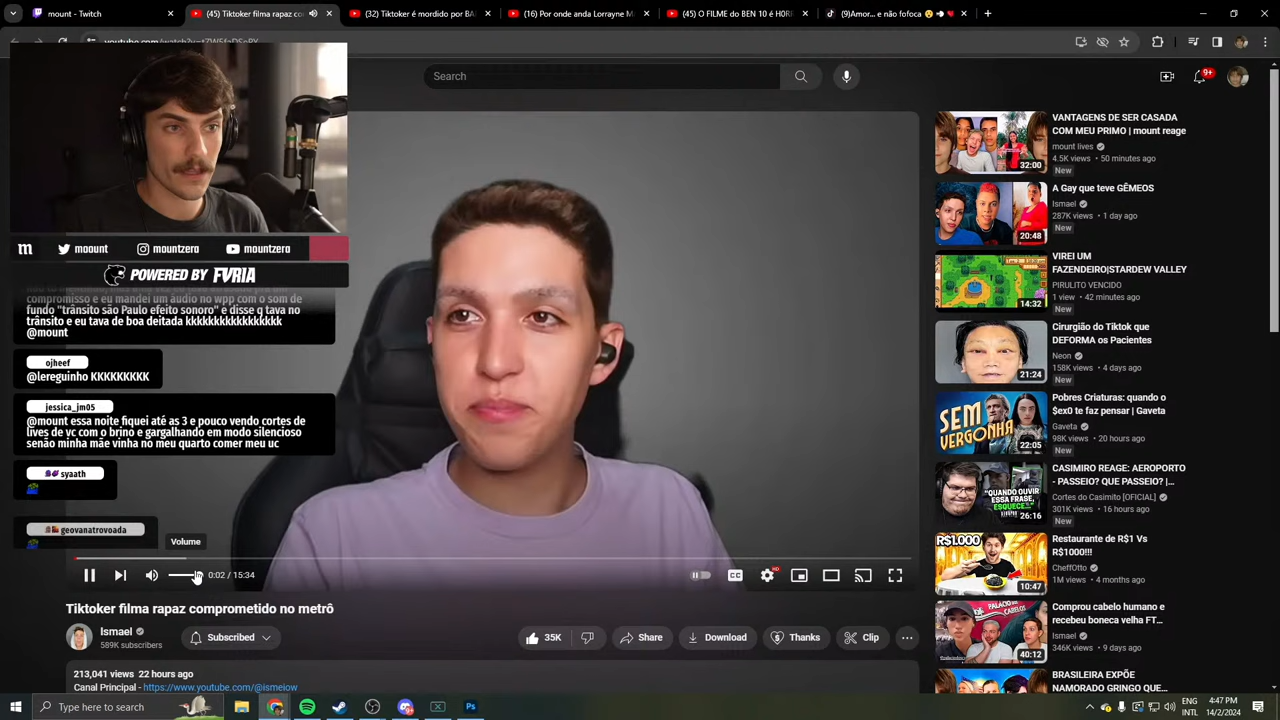 mount - Twitch
(45) Tiktoker filma rapaz co
(32) Tiktoker é mordido por BA
(16) Por onde anda Lorrayne M
(45) O FILME do BEN 10 é HOR
(9)Amor... e não fofoca
Search
9+
moount
mountzero
mountzero
POWERED BY FVRIA
compromisso e eu mandei um áudio no wpp com o som de
fundo "trânsito são Paulo efeito sonoro" e disse q tava no
trânsito e eu tava de boa deitada kkkkkkkkkkkkkkkk
@mount
ojheef
@lereguinho KKKKKKKKK
jessica_jm05
@mount essa noite fiquei até as 3 e pouco vendo cortes de
lives de vc com o brino e gargalhando em modo silencioso
senão minha mãe vinha no meu quarto comer meu uc
syaath
geovanatrovoada
Volume
0:02 / 15:34
CC
HD
Tiktoker filma rapaz comprometido no metrô
Ismael
589K subscribers
Subscribed
35K
Share
Download
Thanks
Clip
213,041 views 22 hours ago
Canal Principal - https://www.youtube.com/@ismeiow
VANTAGENS DE SER CASADA
COM MEU PRIMO | mount reage
mount lives
4.5K views • 50 minutes ago
New
32:00
A Gay que teve GÊMEOS
Ismael
287K views • 1 day ago
New
20:48
VIREI UM
FAZENDEIRO|STARDEW VALLEY
PIRULITO VENCIDO
1 view • 42 minutes ago
New
14:32
Cirurgião do Tiktok que
DEFORMA os Pacientes
Neon
158K views • 4 days ago
New
21:24
Pobres Criaturas: quando o
$ex0 te faz pensar | Gaveta
Gaveta
98K views • 20 hours ago
New
SEM
VERGONHA
22:05
CASIMIRO REAGE: AEROPORTO
- PASSEIO? QUE PASSEIO? |...
Cortes do Casimito [OFICIAL]
301K views • 16 hours ago
New
"QUANDO OUVIR
ESSA FRASE,
ESQUECE..."
26:16
Restaurante de R$1 Vs
R$1000!!!
CheffOtto
1M views • 4 months ago
R$1.000
10:47
Comprou cabelo humano e
recebeu boneca velha FT...
Ismael
346K views • 9 days ago
40:12
BRASILEIRA EXPÕE
NAMORADO GRINGO QUE...
Type here to search
ENG
INTL
4:47 PM
14/2/2024